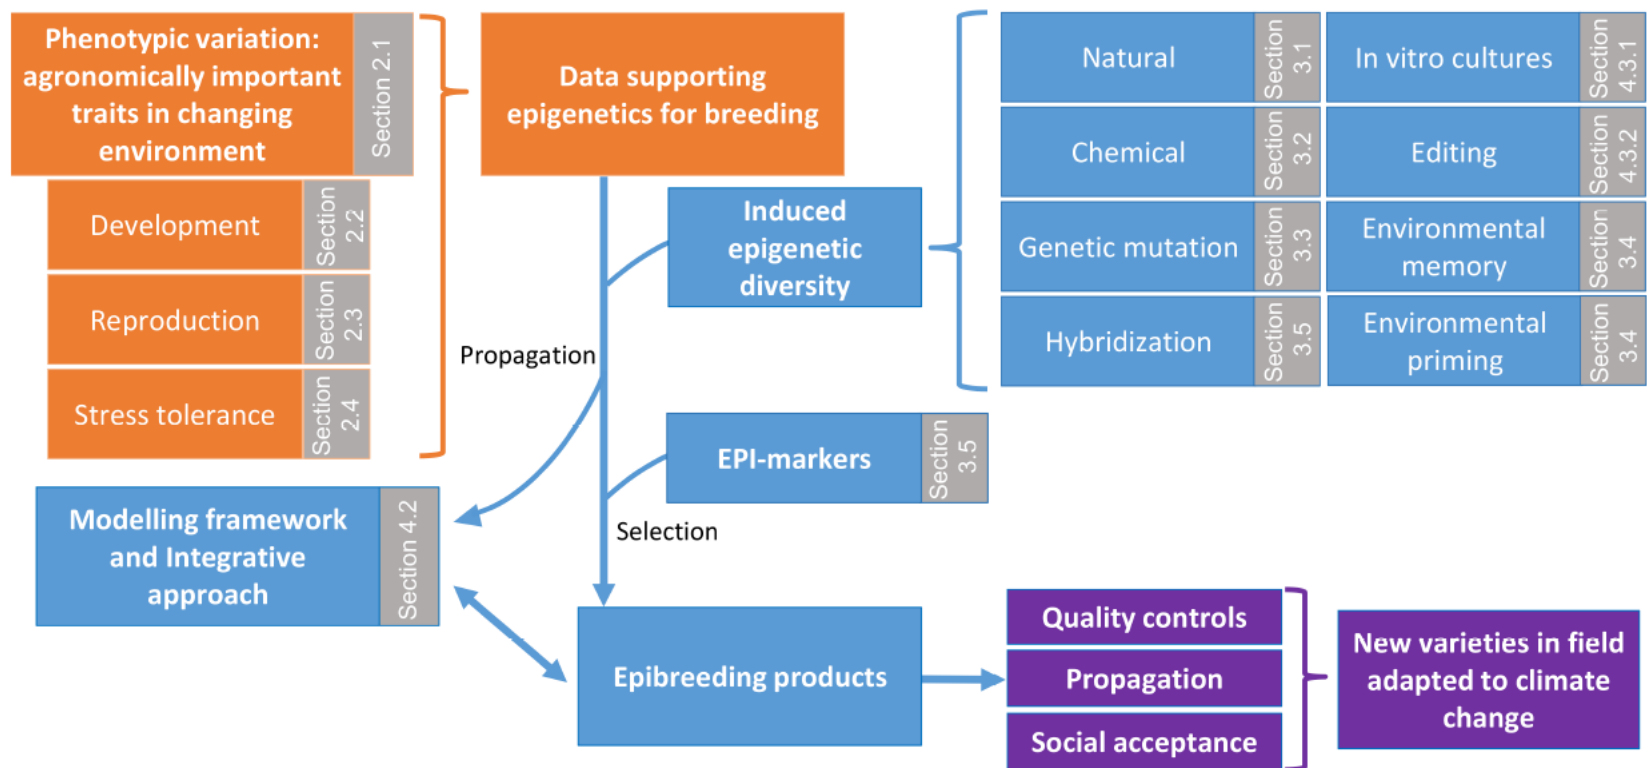 Phenotypic variation:
agronomically important
traits in changing
environment
Section 2.1
Development
Section
2.2
Reproduction
Section
2.3
Stress tolerance
Section
2.4
Data supporting
epigenetics for breeding
Induced
epigenetic
diversity
Natural
Section
3.1
In vitro cultures
Section
4.3.1
Chemical
Section
3.2
Editing
Section
4.3.2
Genetic mutation
Section
3.3
Environmental
memory
Section
3.4
Hybridization
Section
3.5
Environmental
priming
Section
3.4
Propagation
EPI-markers
Section
3.5
Selection
Modelling framework
and Integrative
approach
Section 4.2
Epibreeding products
Quality controls
Propagation
Social acceptance
New varieties in field
adapted to climate
change